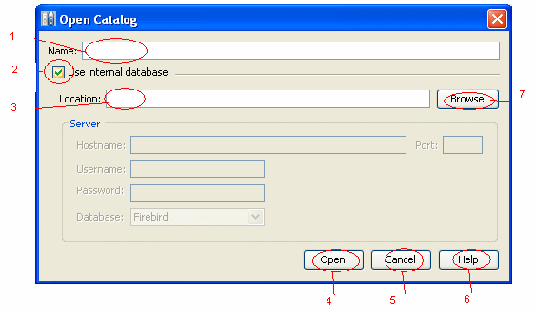 Open Catalog
1
Name:
2
Use internal database
Location:
Browse
7
3
Server
Hostname:
Port:
Username:
Password:
Database: Firebird
Open Cancel Help
4 5 6